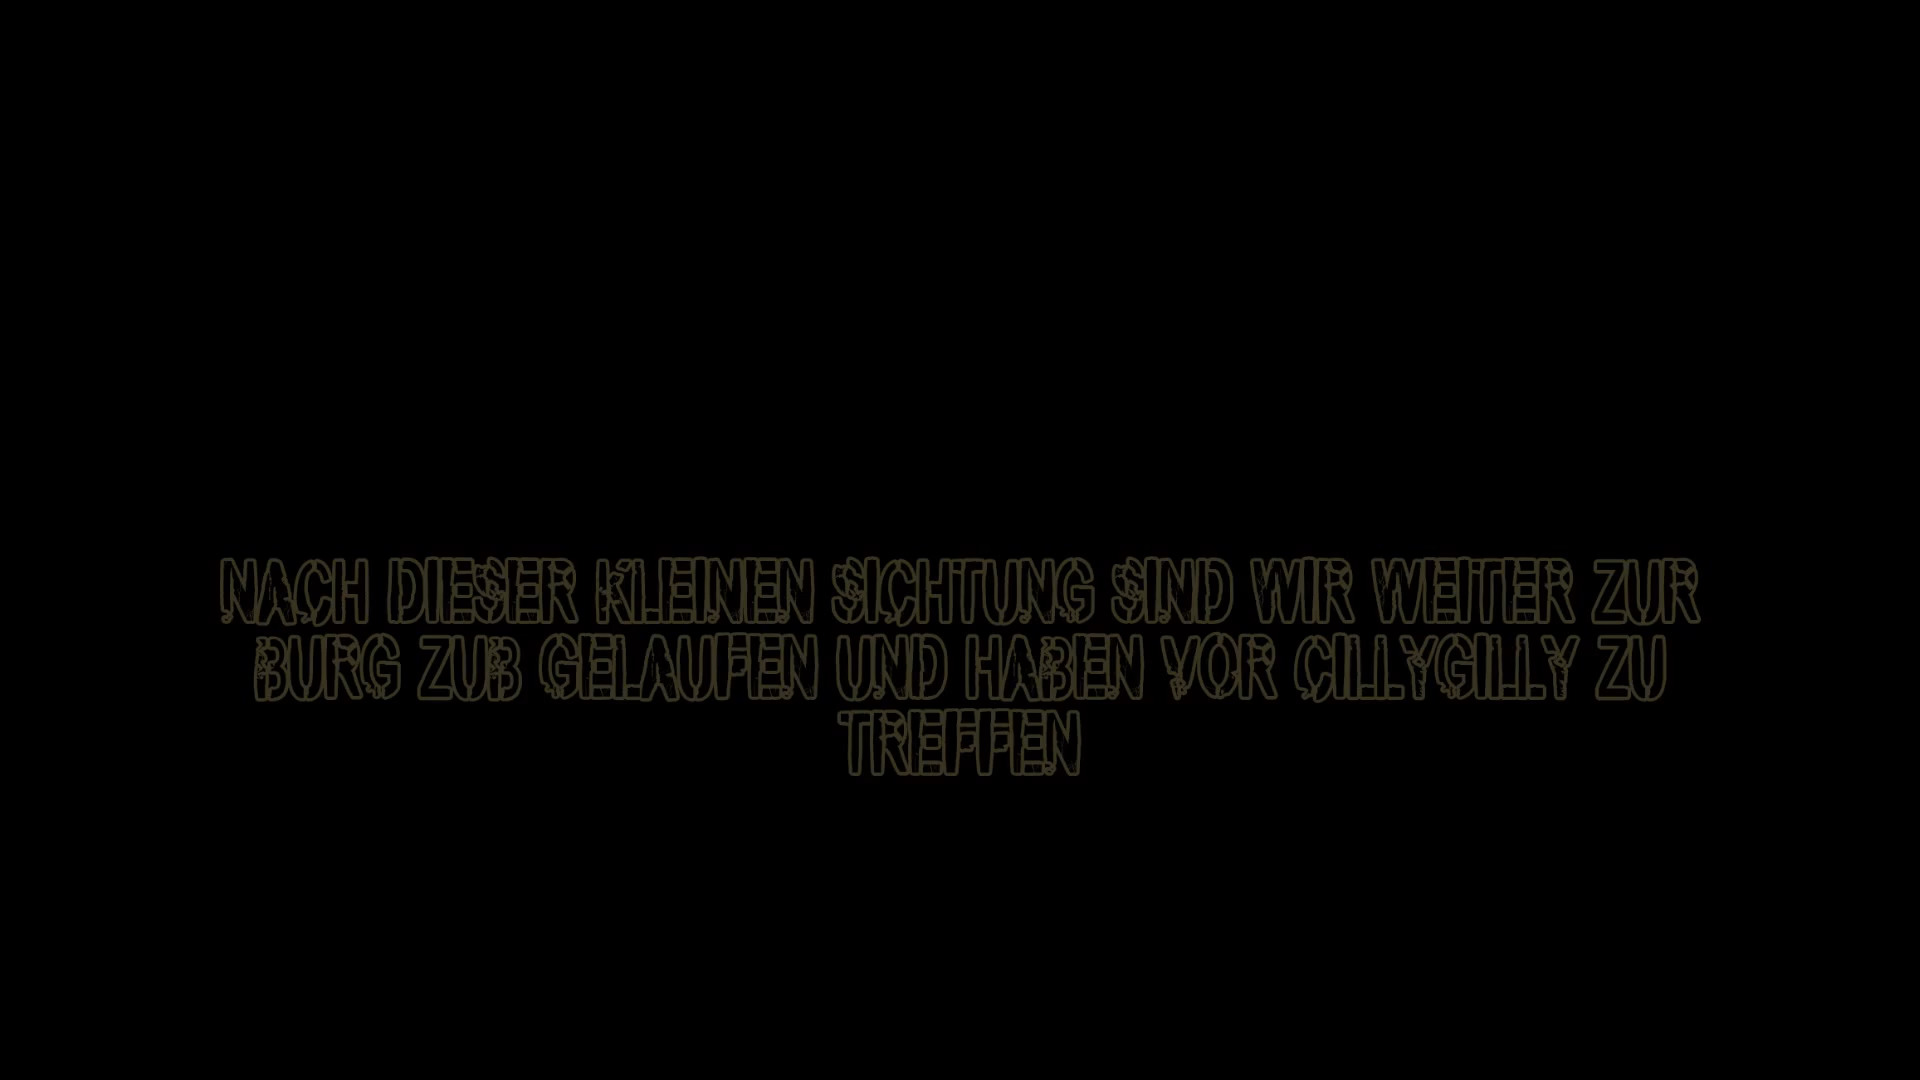 NACH DIESER KLEINEN SICHTUNG SIND WIR WEITER ZUR
BURG ZUB GELAUFEN UND HABEN VOR CILLYGILLY ZU
TREFFEN